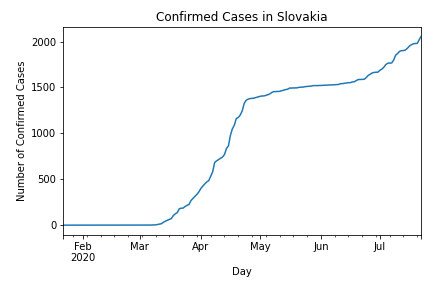 Confirmed Cases in Slovakia
Number of Confirmed Cases
2000
1500
1000
500
0
Feb Mar Apr May Jun Jul
2020
Day